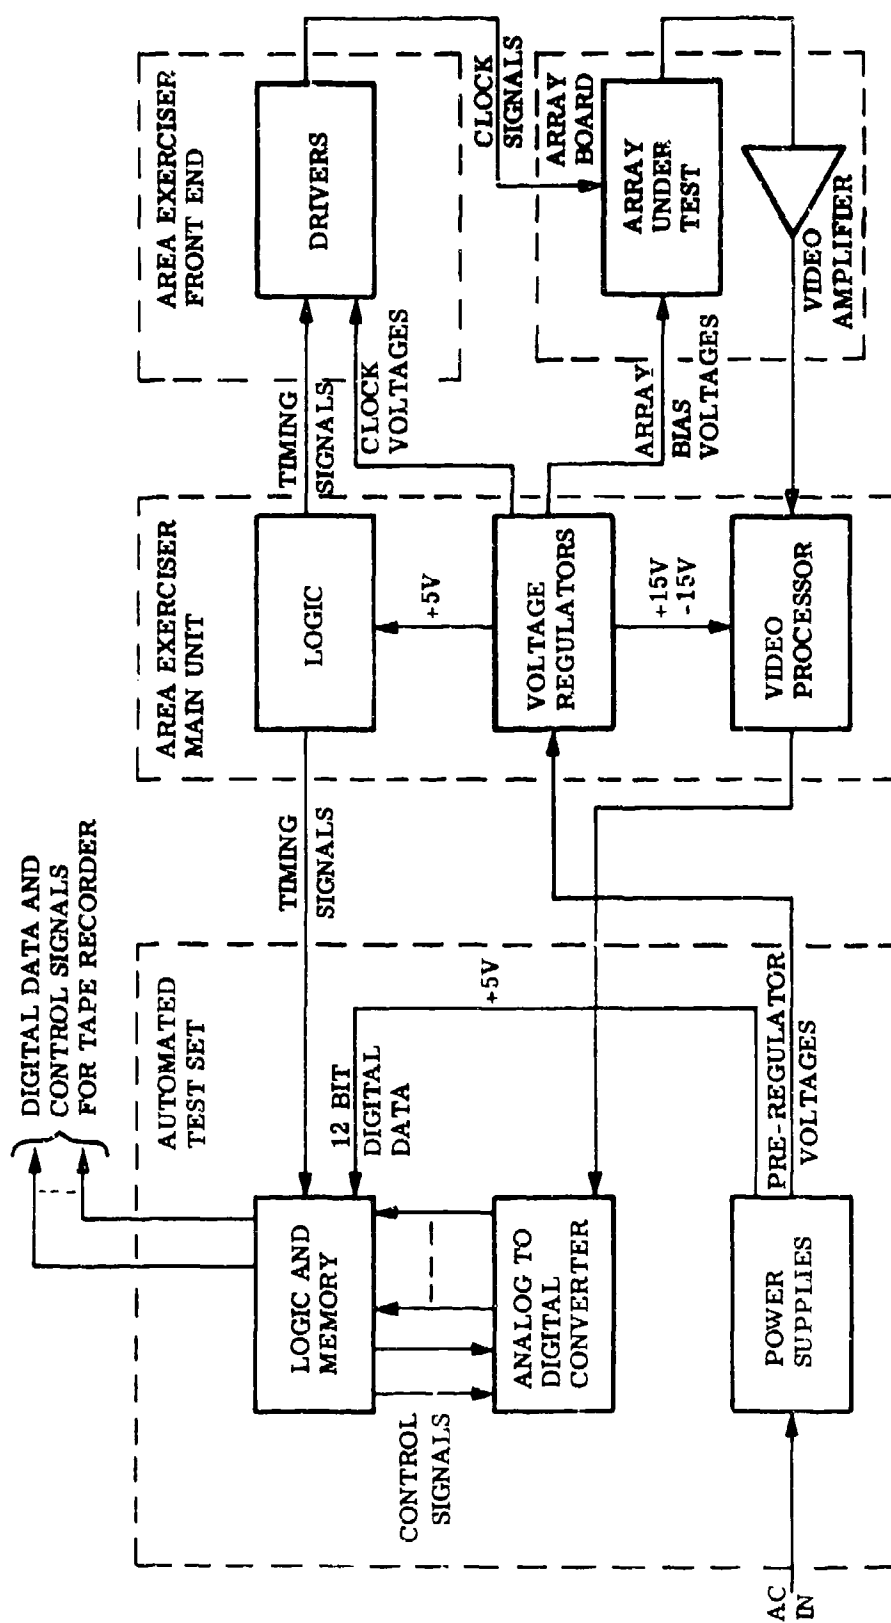 DIGITAL DATA AND
CONTROL SIGNALS
FOR TAPE RECORDER
AUTOMATED
TEST SET
LOGIC AND
MEMORY
12 BIT
DIGITAL
DATA
+5V
CONTROL
SIGNALS
ANALOG TO
DIGITAL
CONVERTER
POWER
SUPPLIES
PRE-REGULATOR
VOLTAGES
AC
IN
TIMING
SIGNALS
AREA EXERCISER
MAIN UNIT
LOGIC
+5V
VOLTAGE
REGULATORS
+15V
-15V
VIDEO
PROCESSOR
TIMING
SIGNALS
CLOCK
VOLTAGES
ARRAY
BIAS
VOLTAGES
AREA EXERCISER
FRONT END
DRIVERS
CLOCK
SIGNALS
ARRAY
BOARD
ARRAY
UNDER
TEST
VIDEO
AMPLIFIER